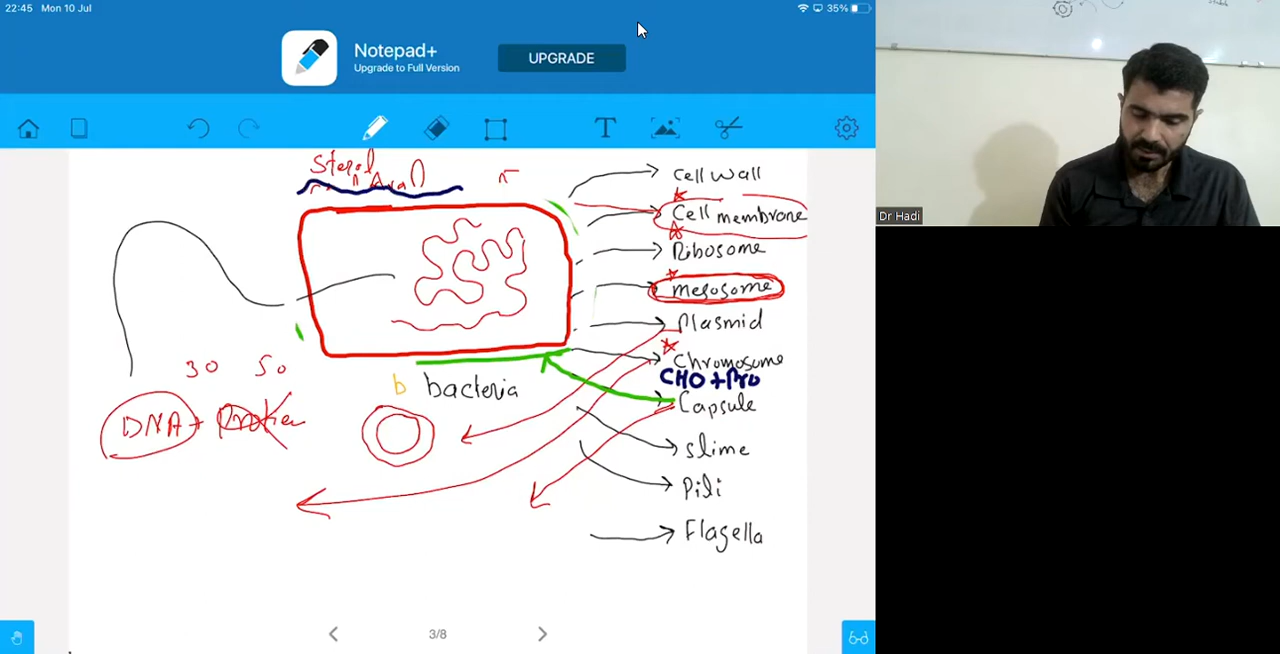 22:45 Mon 10 Jul
35%
Notepad+
Upgrade to Full Version
UPGRADE
T
Sterol
Cell wall
Cell membrane
Ribosome
mesosome
Plasmid
Chromosome
CHO + Pro
Capsule
slime
Pili
Flagella
30 50
b bacteria
DNA +
3/8
Dr Hadi